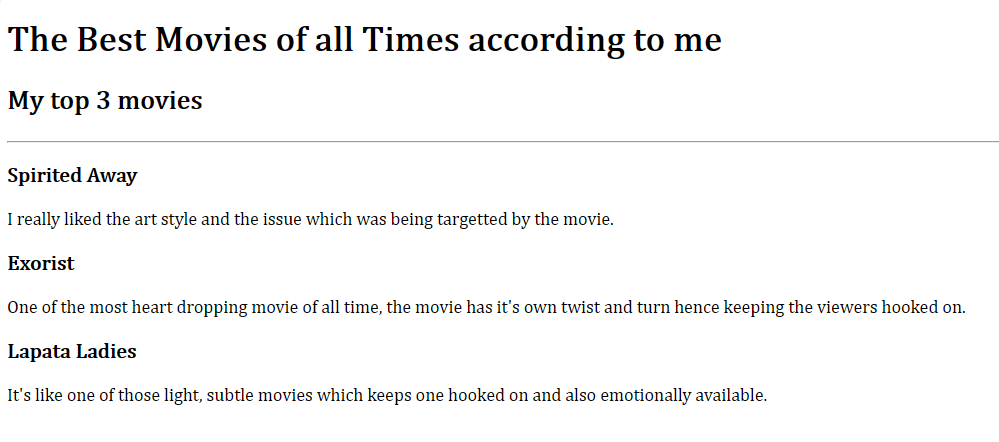 The Best Movies of all Times according to me
My top 3 movies
Spirited Away
I really liked the art style and the issue which was being targetted by the movie.
Exorist
One of the most heart dropping movie of all time, the movie has it's own twist and turn hence keeping the viewers hooked on.
Lapata Ladies
It's like one of those light, subtle movies which keeps one hooked on and also emotionally available.